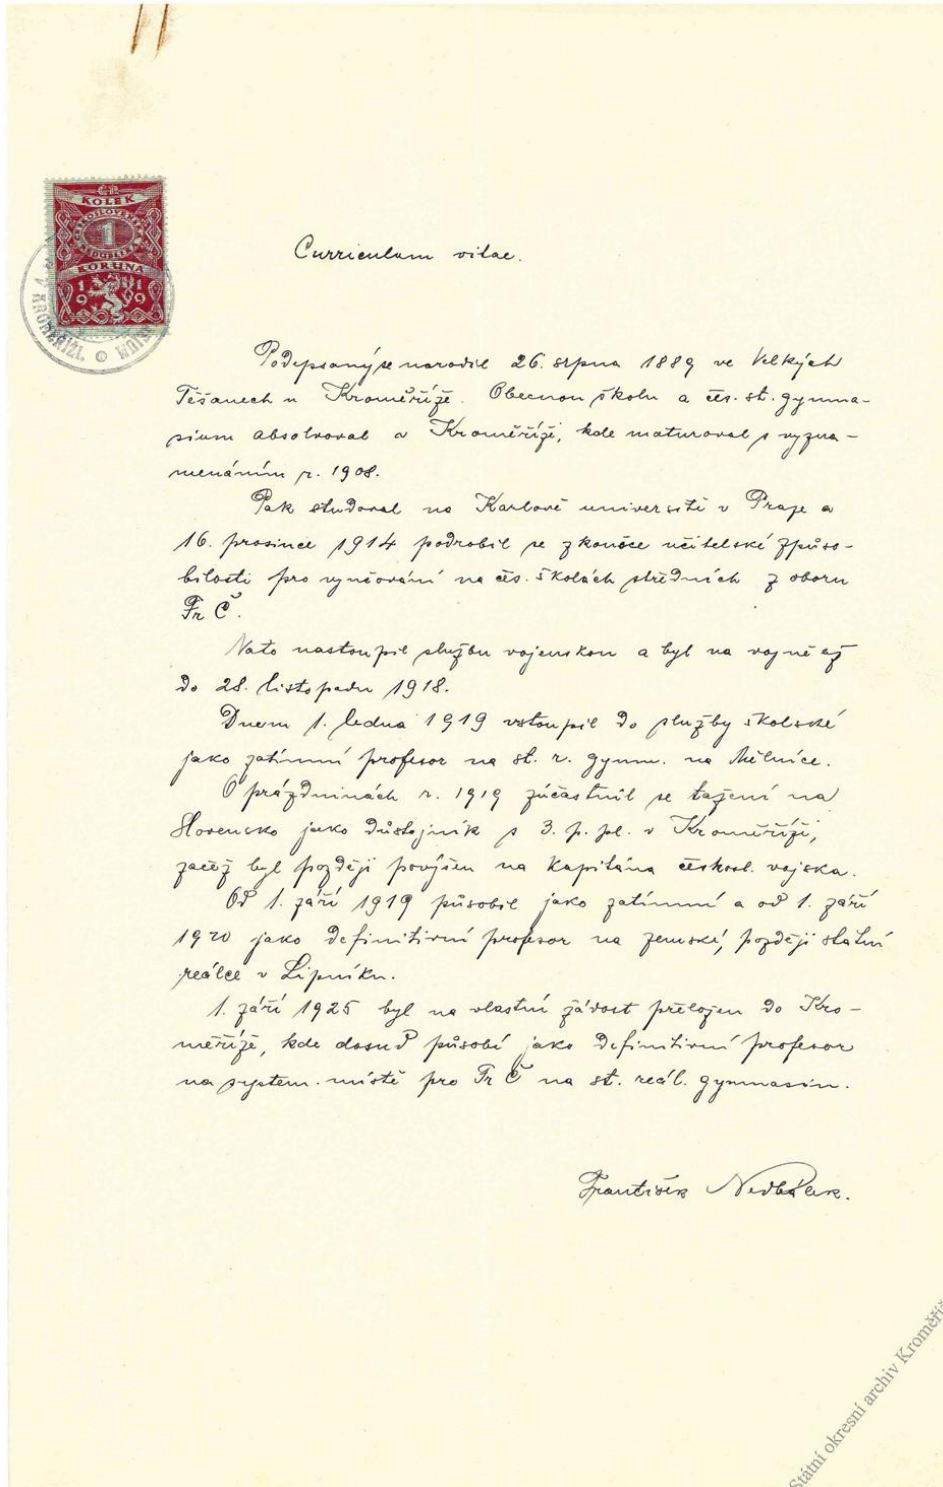 Č. R.
KOLEK
ČESKOSLOVENSKÁ
1
REPUBLIKA
KORUNA
19 19
V KROMĚŘÍŽI.
Curriculum vitae.
Podepsaný se narodil 26. srpna 1889 ve Velkých
Těšanech u Kroměříže. Obecnou školu a čes. st. gymna-
sium absolvoval v Kroměříži, kde maturoval s vyzna-
menáním r. 1908.
Pak studoval na Karlově universitě v Praze a
16. prosince 1914 podrobil se zkoušce učitelské způso-
bilosti pro vyučování na čes. školách středních z oboru
Fr Č.
Nato nastoupil službu vojenskou a byl na vojně až
do 28. listopadu 1918.
Dnem 1. ledna 1919 vstoupil do služby školské
jako zatímní profesor na st. r. gymn. na Mělníce.
O prázdninách r. 1919 zúčastnil se tažení na
Slovensko jako důstojník s 3. p. pl. v Kroměříži,
začež byl později povýšen na kapitána českosl. vojska.
Od 1. září 1919 působil jako zatímní a od 1. září
1920 jako definitivní profesor na zemské, později státní
reálce v Lipníku.
1. září 1925 byl na vlastní žádost přeložen do Kro-
měříže, kde dosud působí jako definitivní profesor
na system. místě pro Fr Č na st. reál. gymnasiu.
František Nedbálek.
Státní okresní archiv Kroměříž